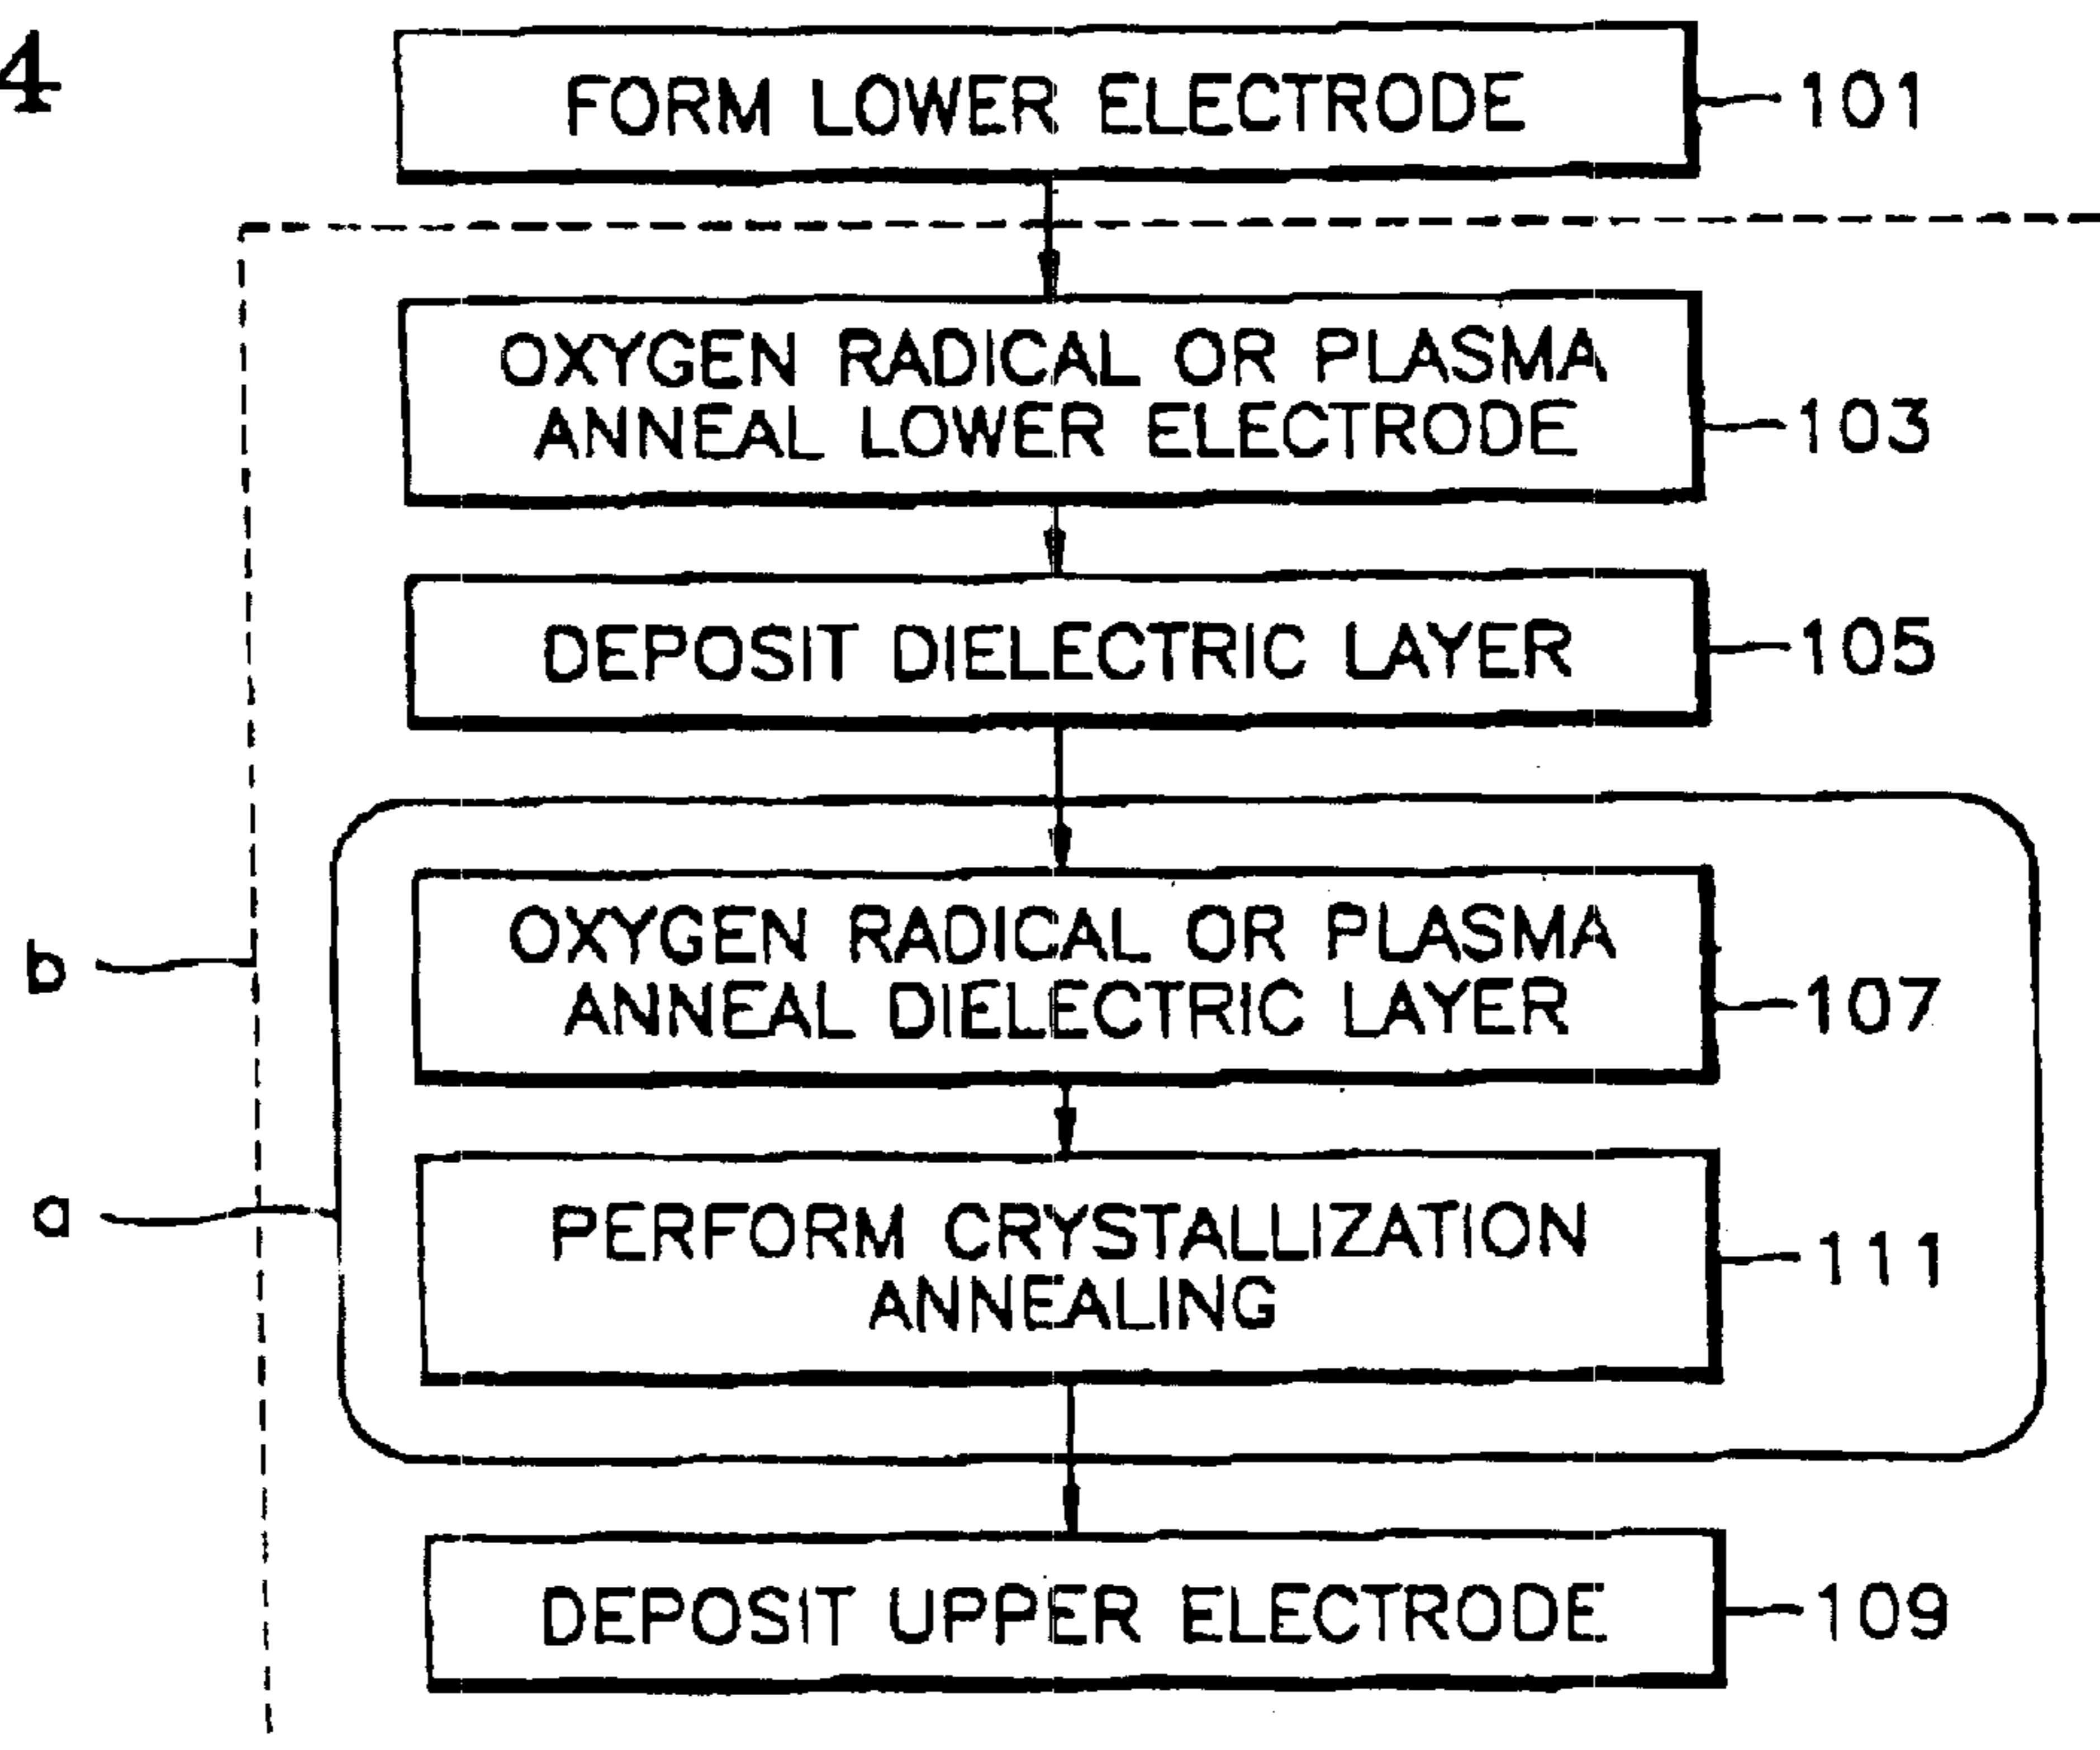 4
FORM LOWER ELECTRODE
101
OXYGEN RADICAL OR PLASMA
ANNEAL LOWER ELECTRODE
103
DEPOSIT DIELECTRIC LAYER
105
OXYGEN RADICAL OR PLASMA
ANNEAL DIELECTRIC LAYER
107
b
PERFORM CRYSTALLIZATION
ANNEALING
111
a
DEPOSIT UPPER ELECTRODE
109